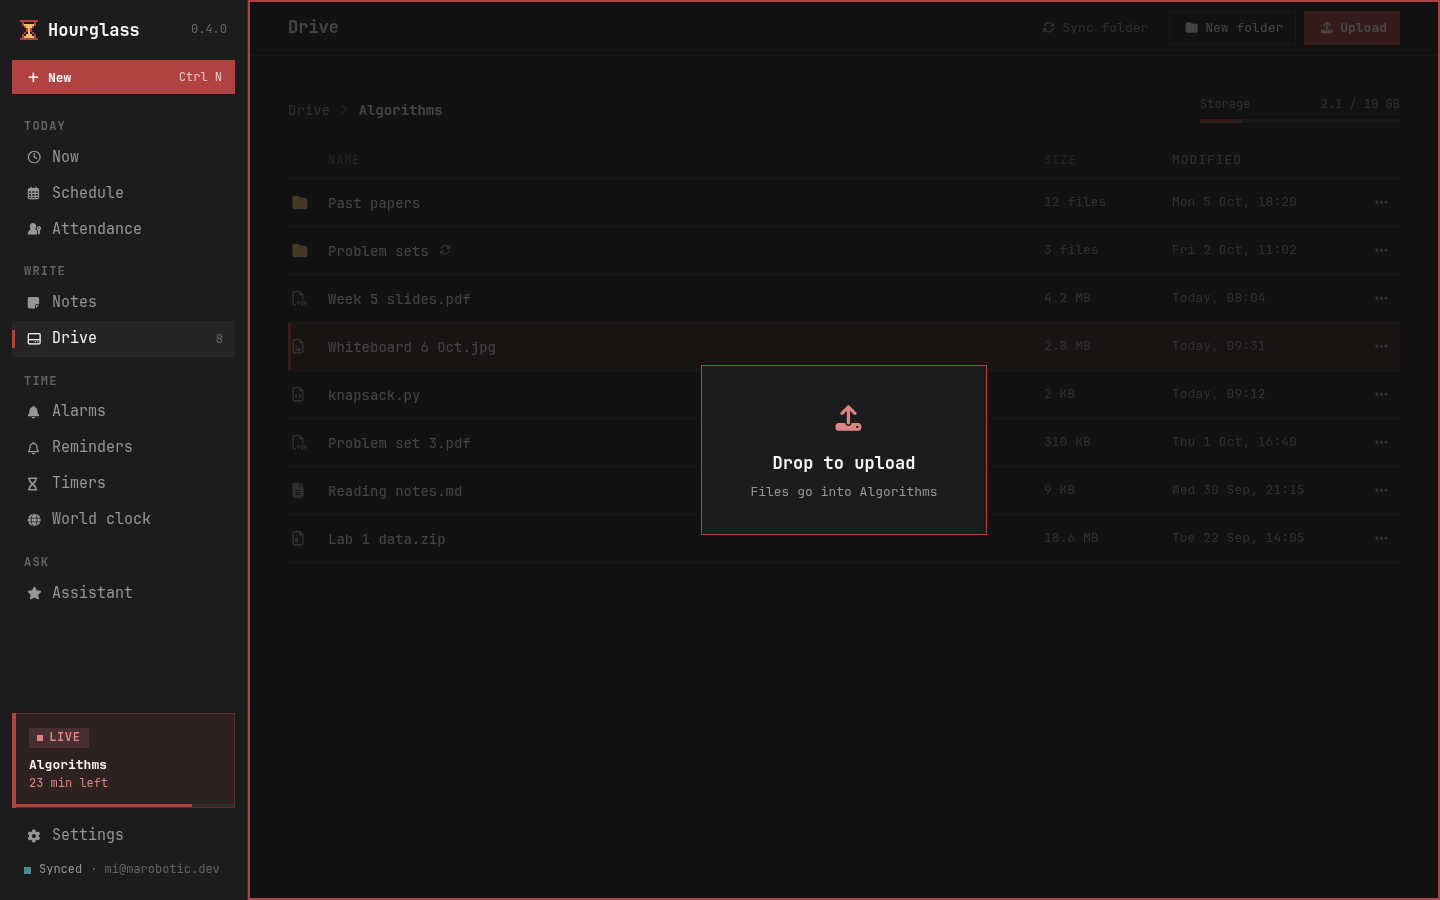 Hourglass 0.4.0
New Ctrl N
TODAY
Now
Schedule
Attendance
WRITE
Notes
Drive 8
TIME
Alarms
Reminders
Timers
World clock
ASK
Assistant
LIVE
Algorithms
23 min left
Settings
Synced · mi@marobotic.dev
Drive Sync folder New folder Upload
Drive > Algorithms Storage 2.1 / 10 GB
NAME SIZE MODIFIED
Past papers 12 files Mon 5 Oct, 18:20
Problem sets 3 files Fri 2 Oct, 11:02
Week 5 slides.pdf 4.2 MB Today, 08:04
Whiteboard 6 Oct.jpg 2.8 MB Today, 09:31
knapsack.py 2 KB Today, 09:12
Problem set 3.pdf 310 KB Thu 1 Oct, 16:40
Reading notes.md 9 KB Wed 30 Sep, 21:15
Lab 1 data.zip 18.6 MB Tue 22 Sep, 14:05
Drop to upload
Files go into Algorithms